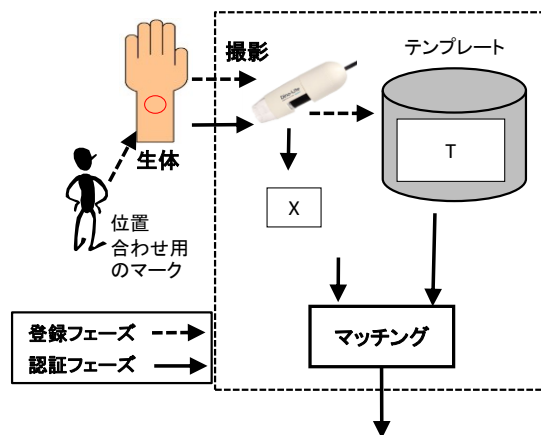 撮影
テンプレート
T
生体
位置
合わせ用
のマーク
X
登録フェーズ
認証フェーズ
マッチング